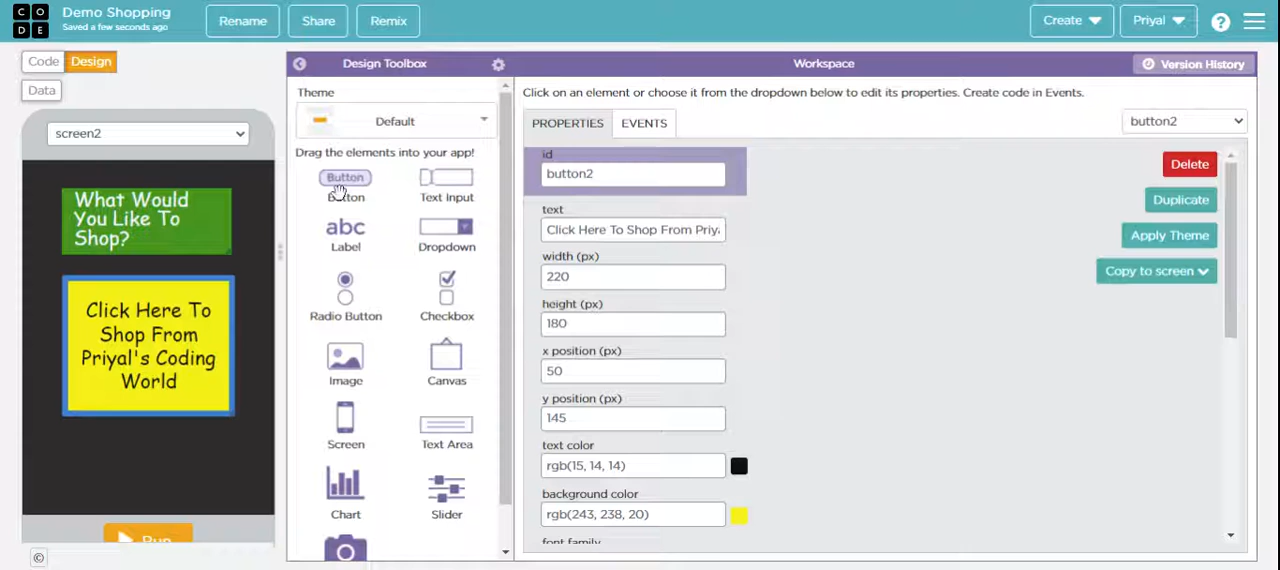 CODE
Demo Shopping
Saved a few seconds ago
Rename
Share
Remix
Create
Priyal
?
Code
Design
Data
screen2
What Would
You Like To
Shop?
Click Here To
Shop From
Priyal's Coding
World
Run
©
Design Toolbox
Theme
Default
Drag the elements into your app!
Button
Button
Text Input
abc
Label
Dropdown
Radio Button
Checkbox
Image
Canvas
Screen
Text Area
Chart
Slider
Workspace
Version History
Click on an element or choose it from the dropdown below to edit its properties. Create code in Events.
PROPERTIES
EVENTS
button2
id
button2
text
Click Here To Shop From Priya
width (px)
220
height (px)
180
x position (px)
50
y position (px)
145
text color
rgb(15, 14, 14)
background color
rgb(243, 238, 20)
font family
Delete
Duplicate
Apply Theme
Copy to screen